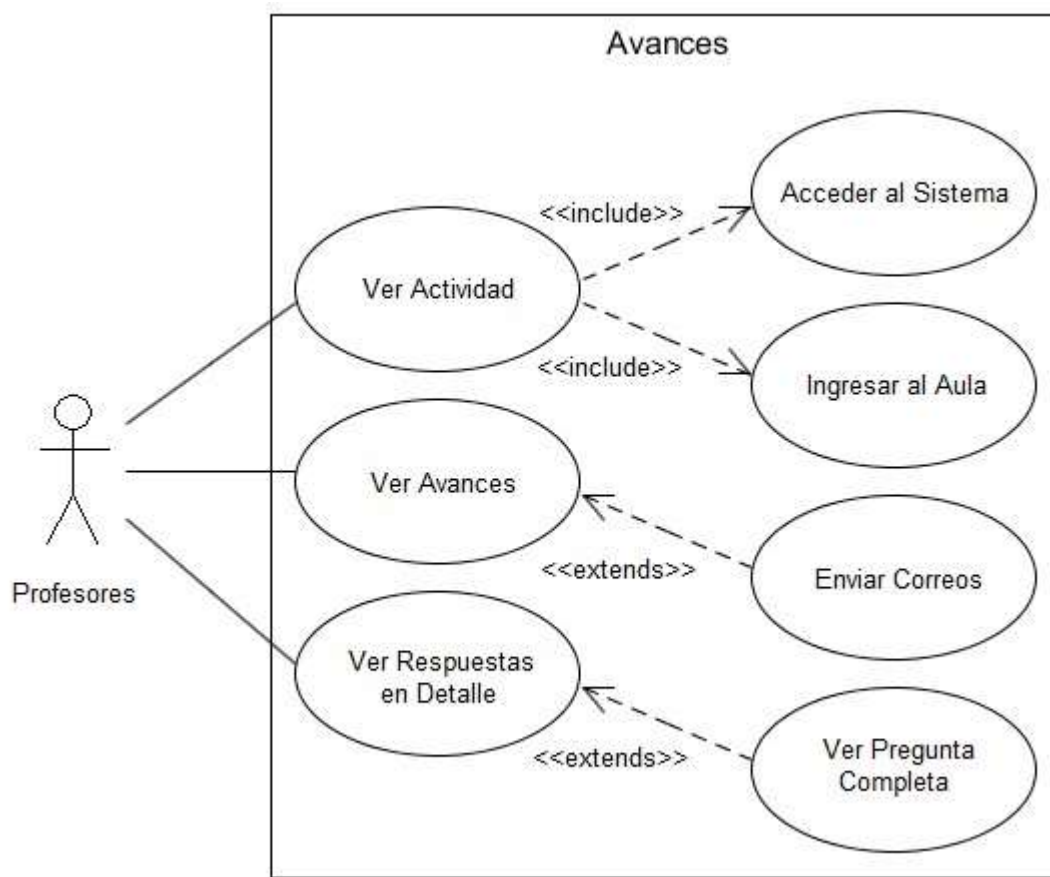 Avances
Acceder al Sistema
<<include>>
Ver Actividad
<<include>>
Ingresar al Aula
Ver Avances
<<extends>>
Enviar Correos
Profesores
Ver Respuestas
en Detalle
<<extends>>
Ver Pregunta
Completa